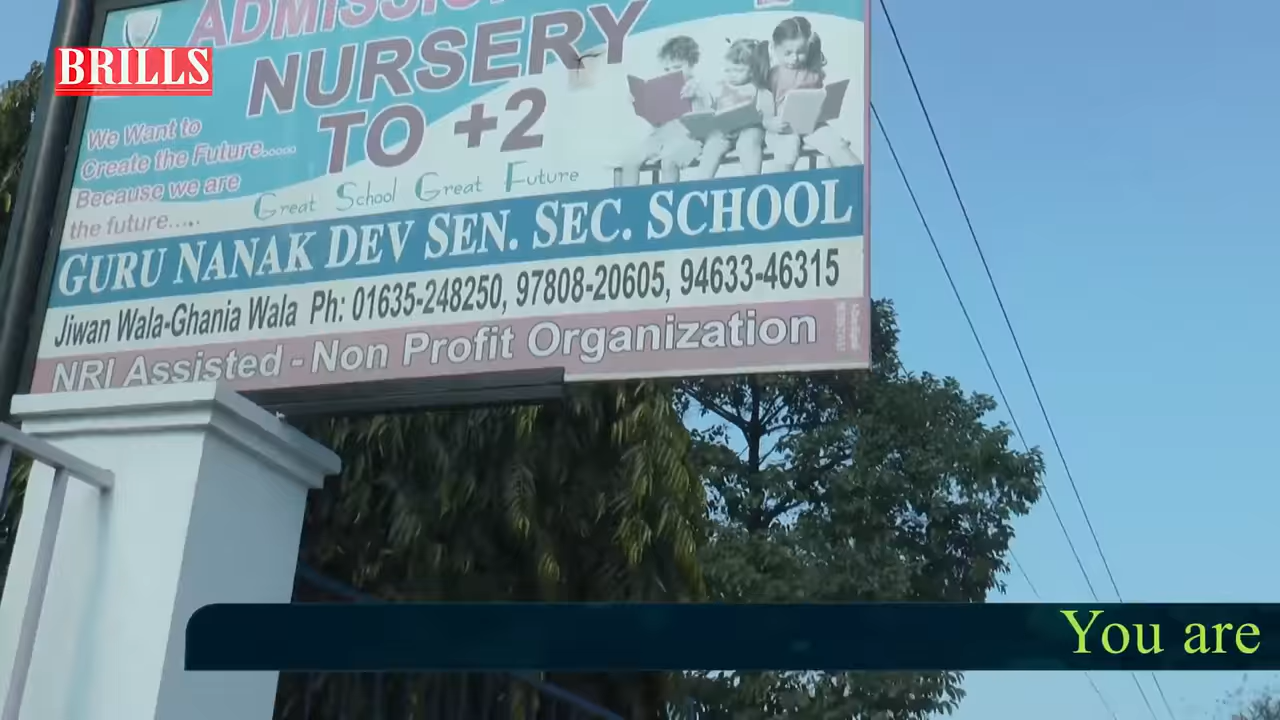 BRILLS
ADMISSION
NURSERY
TO +2
We Want to
Create the Future.....
Because we are
the future.....
Great School Great Future
GURU NANAK DEV SEN. SEC. SCHOOL
Jiwan Wala-Ghania Wala Ph: 01635-248250, 97808-20605, 94633-46315
NRI Assisted - Non Profit Organization
You are